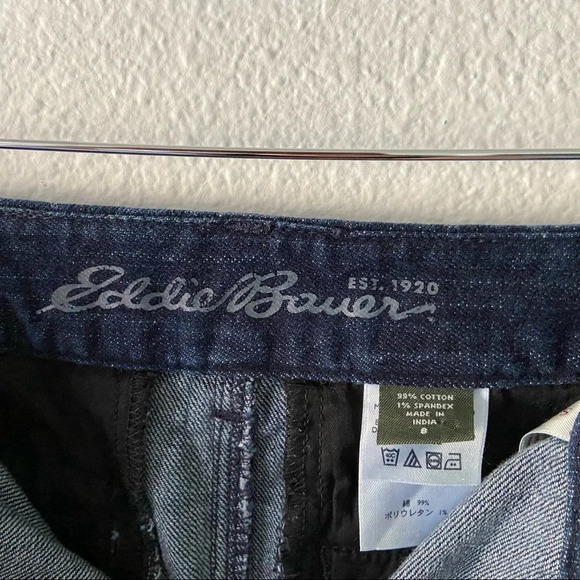 Eddie Bauer
EST. 1920
99% COTTON
1% SPANDEX
MADE IN
INDIA
8
綿 99%
ポリウレタン 1%